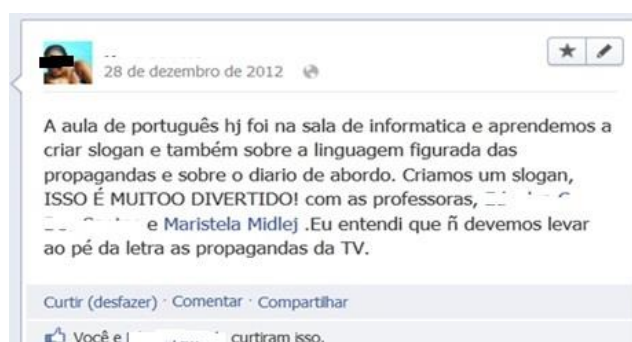 28 de dezembro de 2012
A aula de português hj foi na sala de informatica e aprendemos a
criar slogan e também sobre a linguagem figurada das
propagandas e sobre o diario de abordo. Criamos um slogan,
ISSO É MUITOO DIVERTIDO! com as professoras,
e Maristela Midlej .Eu entendi que ñ devemos levar
ao pé da letra as propagandas da TV.
Curtir (desfazer) · Comentar · Compartilhar
Você e curtiram isso.